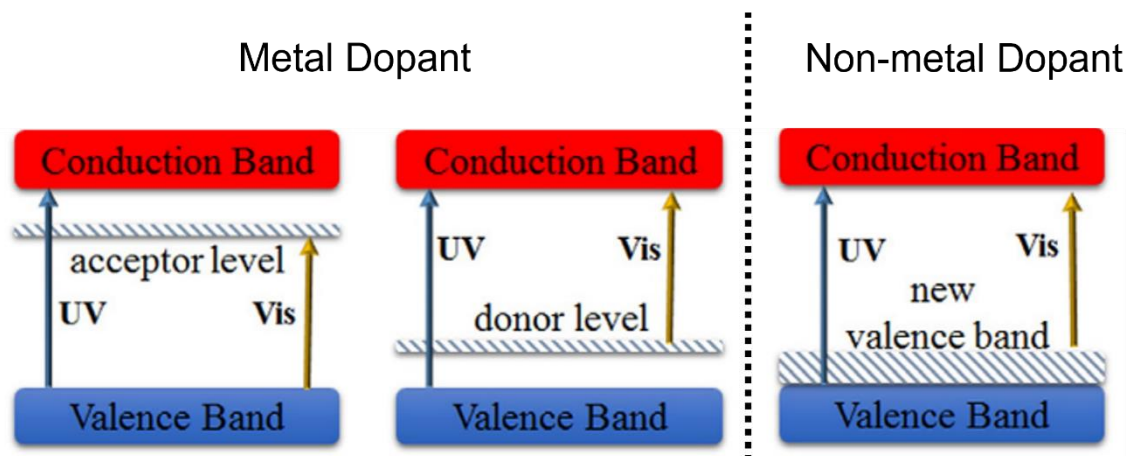 Metal Dopant
Non-metal Dopant
Conduction Band
acceptor level
UV
Vis
Valence Band
Conduction Band
UV
Vis
donor level
Valence Band
Conduction Band
UV
Vis
new
valence band
Valence Band